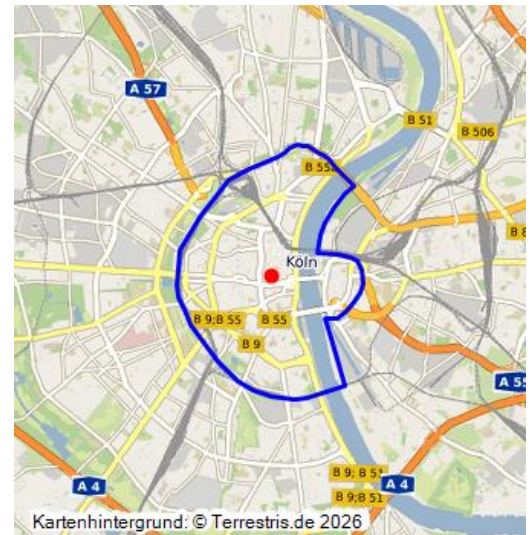 A 57
B 51
B 506
B 55a
B 8
Köln
B 9;B 55
B 55
B 9
A 55
B 9; B 51
A 4
A 4
B 9;B 51
Kartenhintergrund: © Terrestris.de 2026